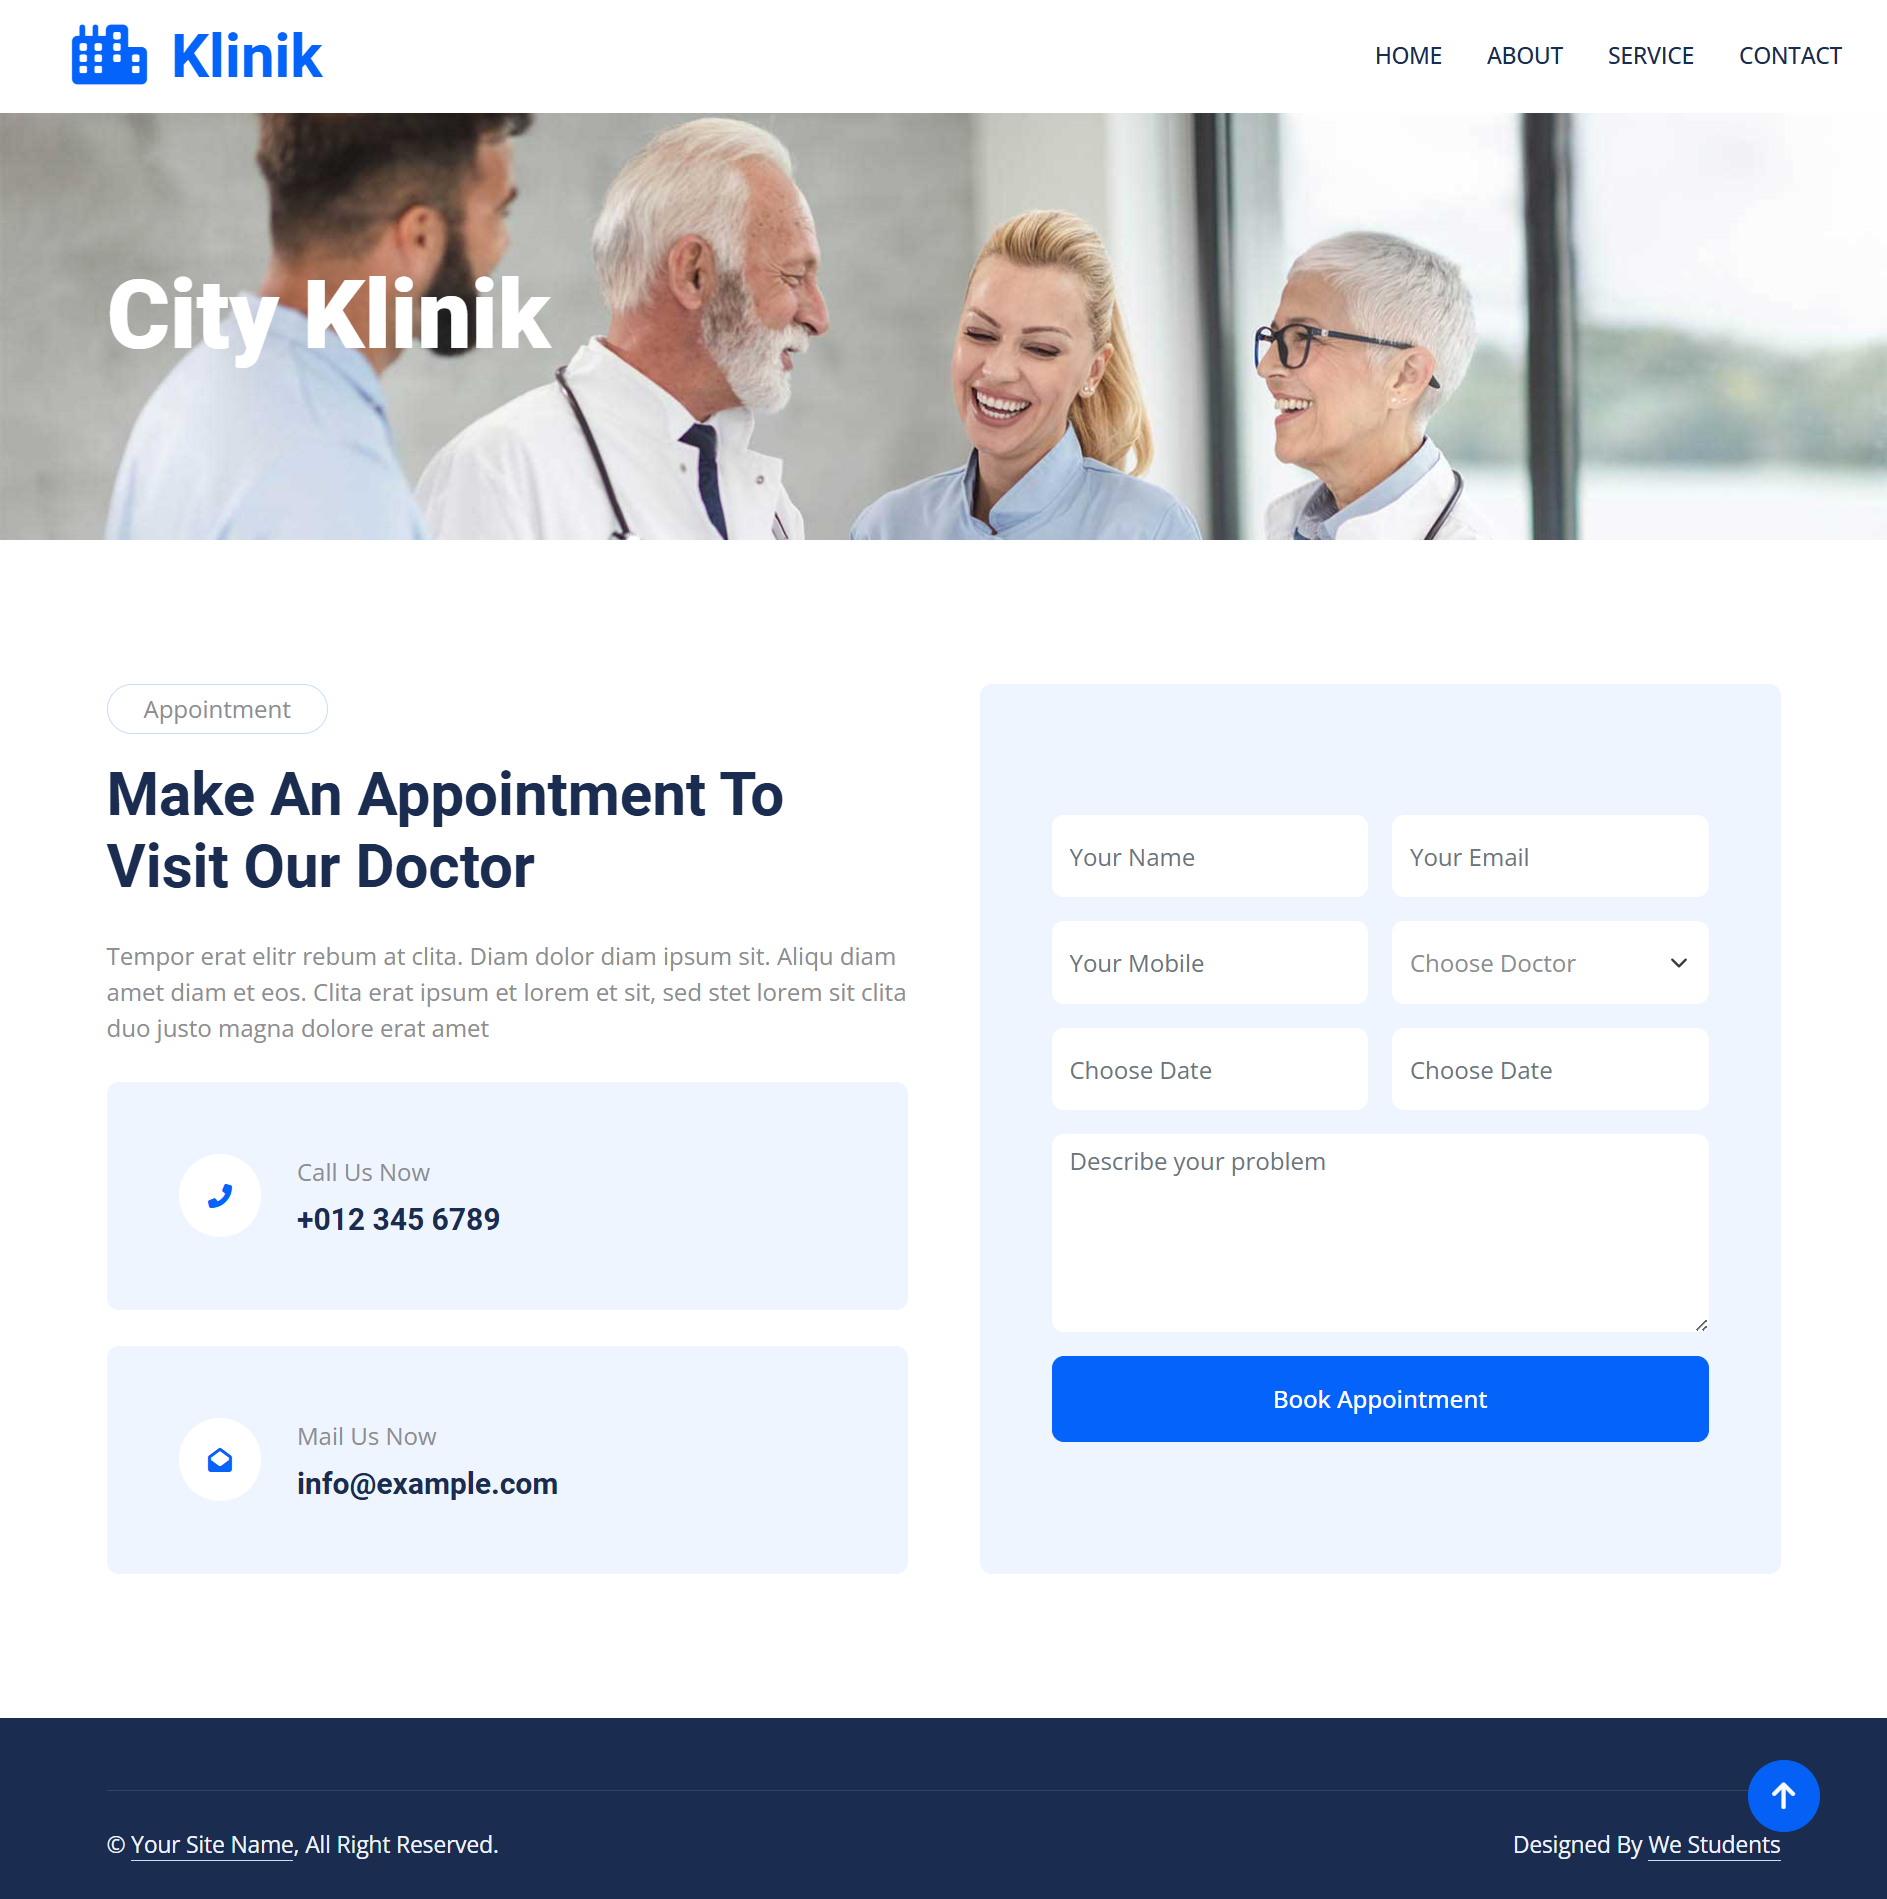 Klinik
HOME ABOUT SERVICE CONTACT
City Klinik
Appointment
Make An Appointment To
Visit Our Doctor
Tempor erat elitr rebum at clita. Diam dolor diam ipsum sit. Aliqu diam
amet diam et eos. Clita erat ipsum et lorem et sit, sed stet lorem sit clita
duo justo magna dolore erat amet
Call Us Now
+012 345 6789
Mail Us Now
info@example.com
Your Name
Your Email
Your Mobile
Choose Doctor
Choose Date
Choose Date
Describe your problem
Book Appointment
© Your Site Name, All Right Reserved.
Designed By We Students